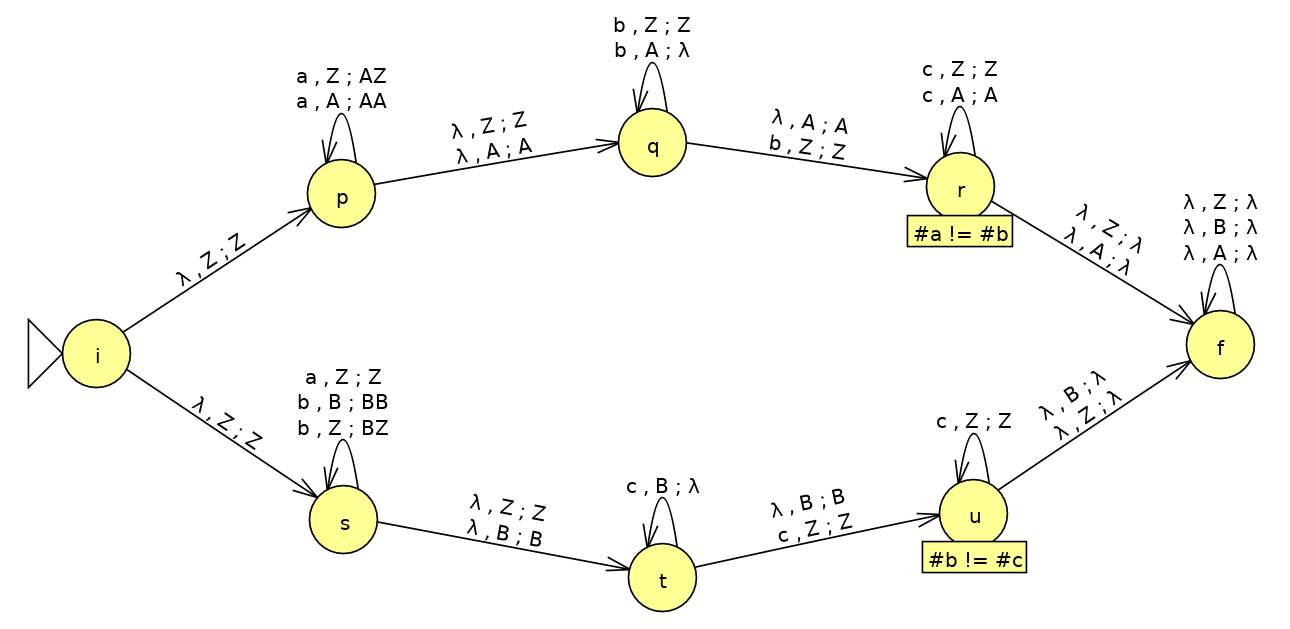 b , Z ; Z
b , A ; λ
a , Z ; AZ
a , A ; AA
c , Z ; Z
c , A ; A
λ , Z ; Z
λ , A ; A
q
λ , A ; A
b , Z ; Z
p
r
#a != #b
λ , Z ; λ
λ , A ; λ
λ , Z ; λ
λ , B ; λ
λ , A ; λ
λ , Z ; Z
i
f
a , Z ; Z
b , B ; BB
b , Z ; BZ
λ , Z ; Z
s
λ , Z ; Z
λ , B ; B
c , B ; λ
t
λ , B ; B
c , Z ; Z
c , Z ; Z
u
#b != #c
λ , B ; λ
λ , Z ; λ